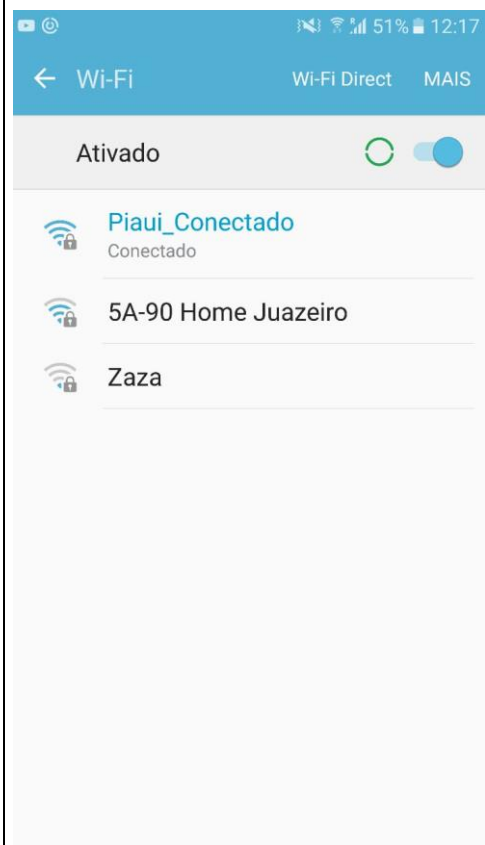 51% 12:17
Wi-Fi Wi-Fi Direct MAIS
Ativado
Piaui_Conectado
Conectado
5A-90 Home Juazeiro
Zaza